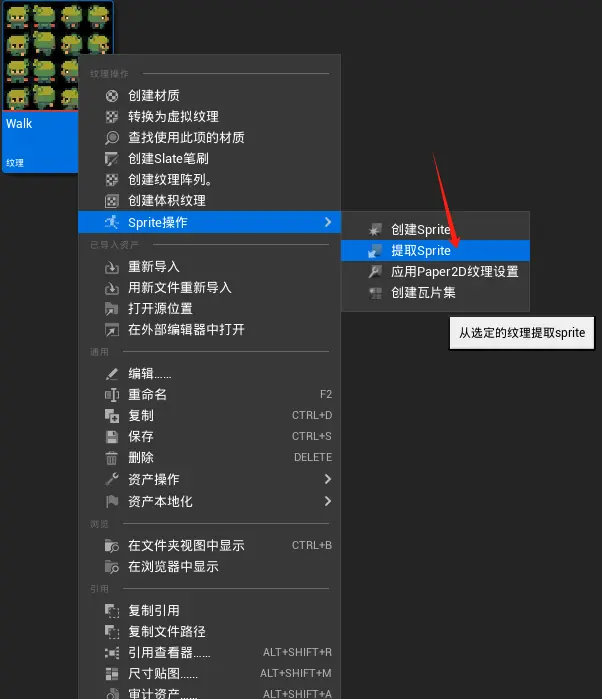 Walk
纹理
纹理操作
创建材质
转换为虚拟纹理
查找使用此项的材质
创建Slate笔刷
创建纹理阵列。
创建体积纹理
Sprite操作
创建Sprite
提取Sprite
应用Paper2D纹理设置
创建瓦片集
从选定的纹理提取sprite
已导入资产
重新导入
用新文件重新导入
打开源位置
在外部编辑器中打开
通用
编辑……
重命名 F2
复制 CTRL+D
保存 CTRL+S
删除 DELETE
资产操作
资产本地化
浏览
在文件夹视图中显示 CTRL+B
在浏览器中显示
引用
复制引用
复制文件路径
引用查看器…… ALT+SHIFT+R
尺寸贴图…… ALT+SHIFT+M
审计资产…… ALT+SHIFT+A